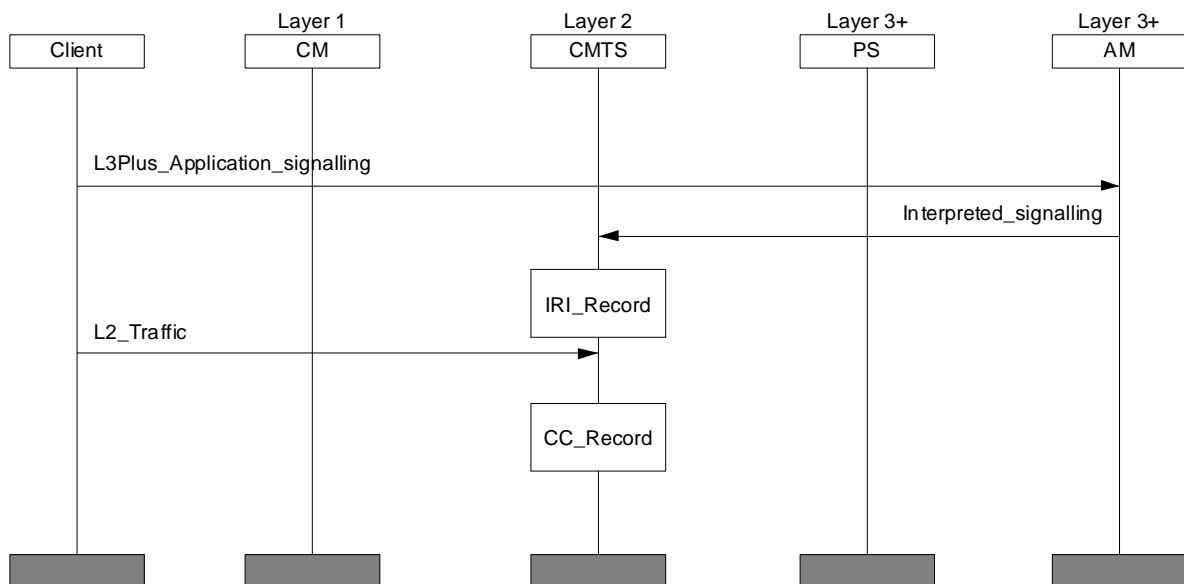 Layer 1
Layer 2
Layer 3+
Layer 3+
Client
CM
CMTS
PS
AM
L3Plus_Application_signalling
Interpreted_signalling
IRI_Record
L2_Traffic
CC_Record